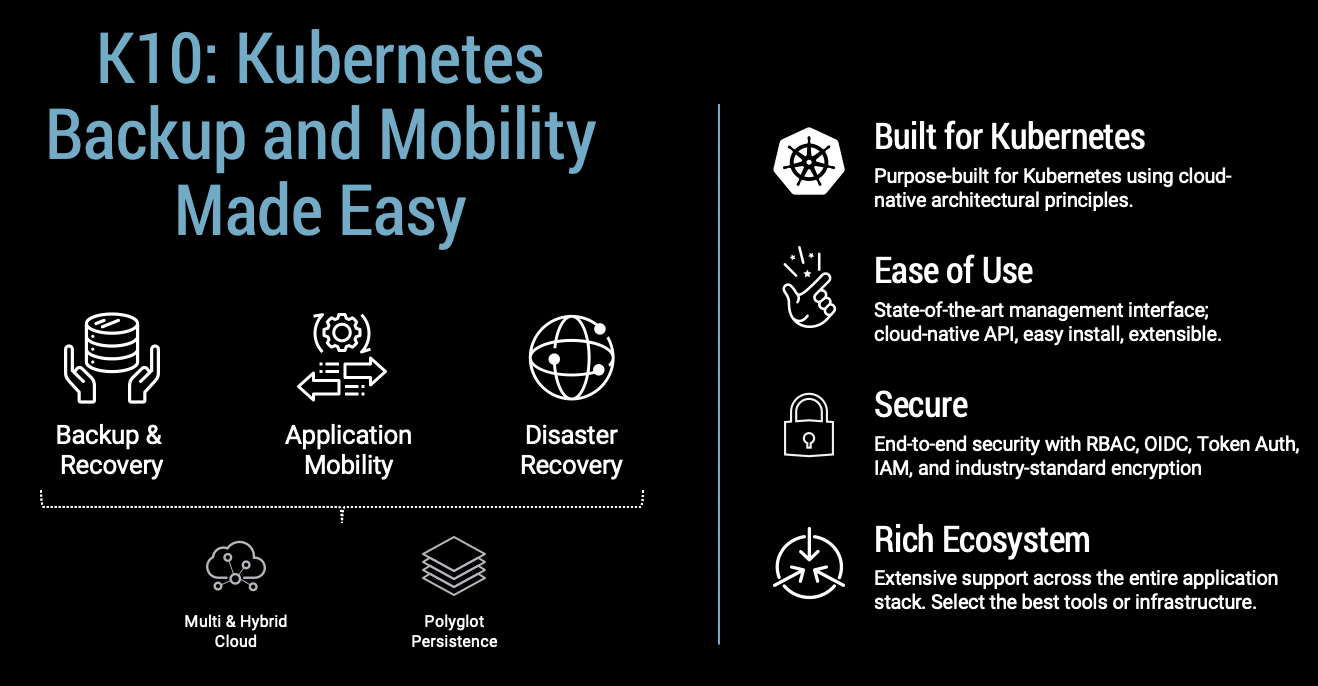 K10: Kubernetes
Backup and Mobility
Made Easy
Backup &
Recovery
Application
Mobility
Disaster
Recovery
Multi & Hybrid
Cloud
Polyglot
Persistence
Built for Kubernetes
Purpose-built for Kubernetes using cloud-
native architectural principles.
Ease of Use
State-of-the-art management interface;
cloud-native API, easy install, extensible.
Secure
End-to-end security with RBAC, OIDC, Token Auth,
IAM, and industry-standard encryption
Rich Ecosystem
Extensive support across the entire application
stack. Select the best tools or infrastructure.